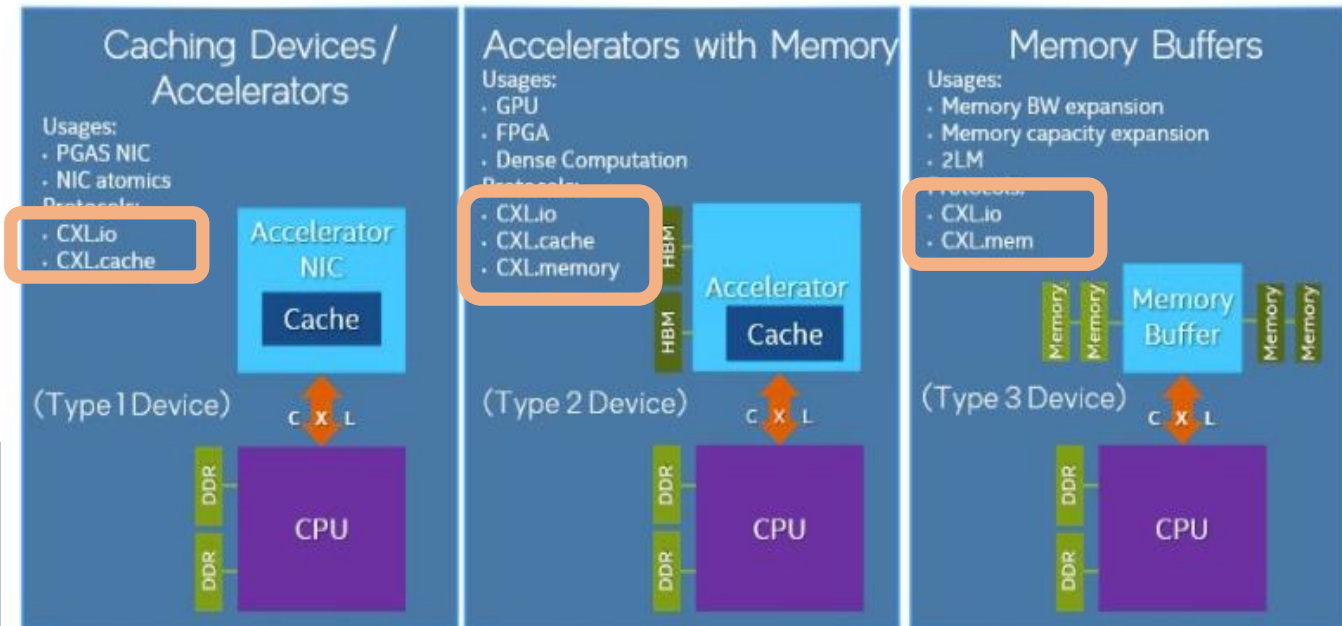 Caching Devices /
Accelerators
Usages:
· PGAS NIC
· NIC atomics
Protocols:
· CXL.io
· CXL.cache
Accelerator
NIC
Cache
(Type 1 Device)
C X L
DDR
DDR
CPU
Accelerators with Memory
Usages:
· GPU
· FPGA
· Dense Computation
Protocols:
· CXL.io
· CXL.cache
· CXL.memory
HBM
HBM
Accelerator
Cache
(Type 2 Device)
C X L
DDR
DDR
CPU
Memory Buffers
Usages:
· Memory BW expansion
· Memory capacity expansion
· 2LM
Protocols:
· CXL.io
· CXL.mem
Memory
Memory
Memory
Buffer
Memory
Memory
(Type 3 Device)
C X L
DDR
DDR
CPU